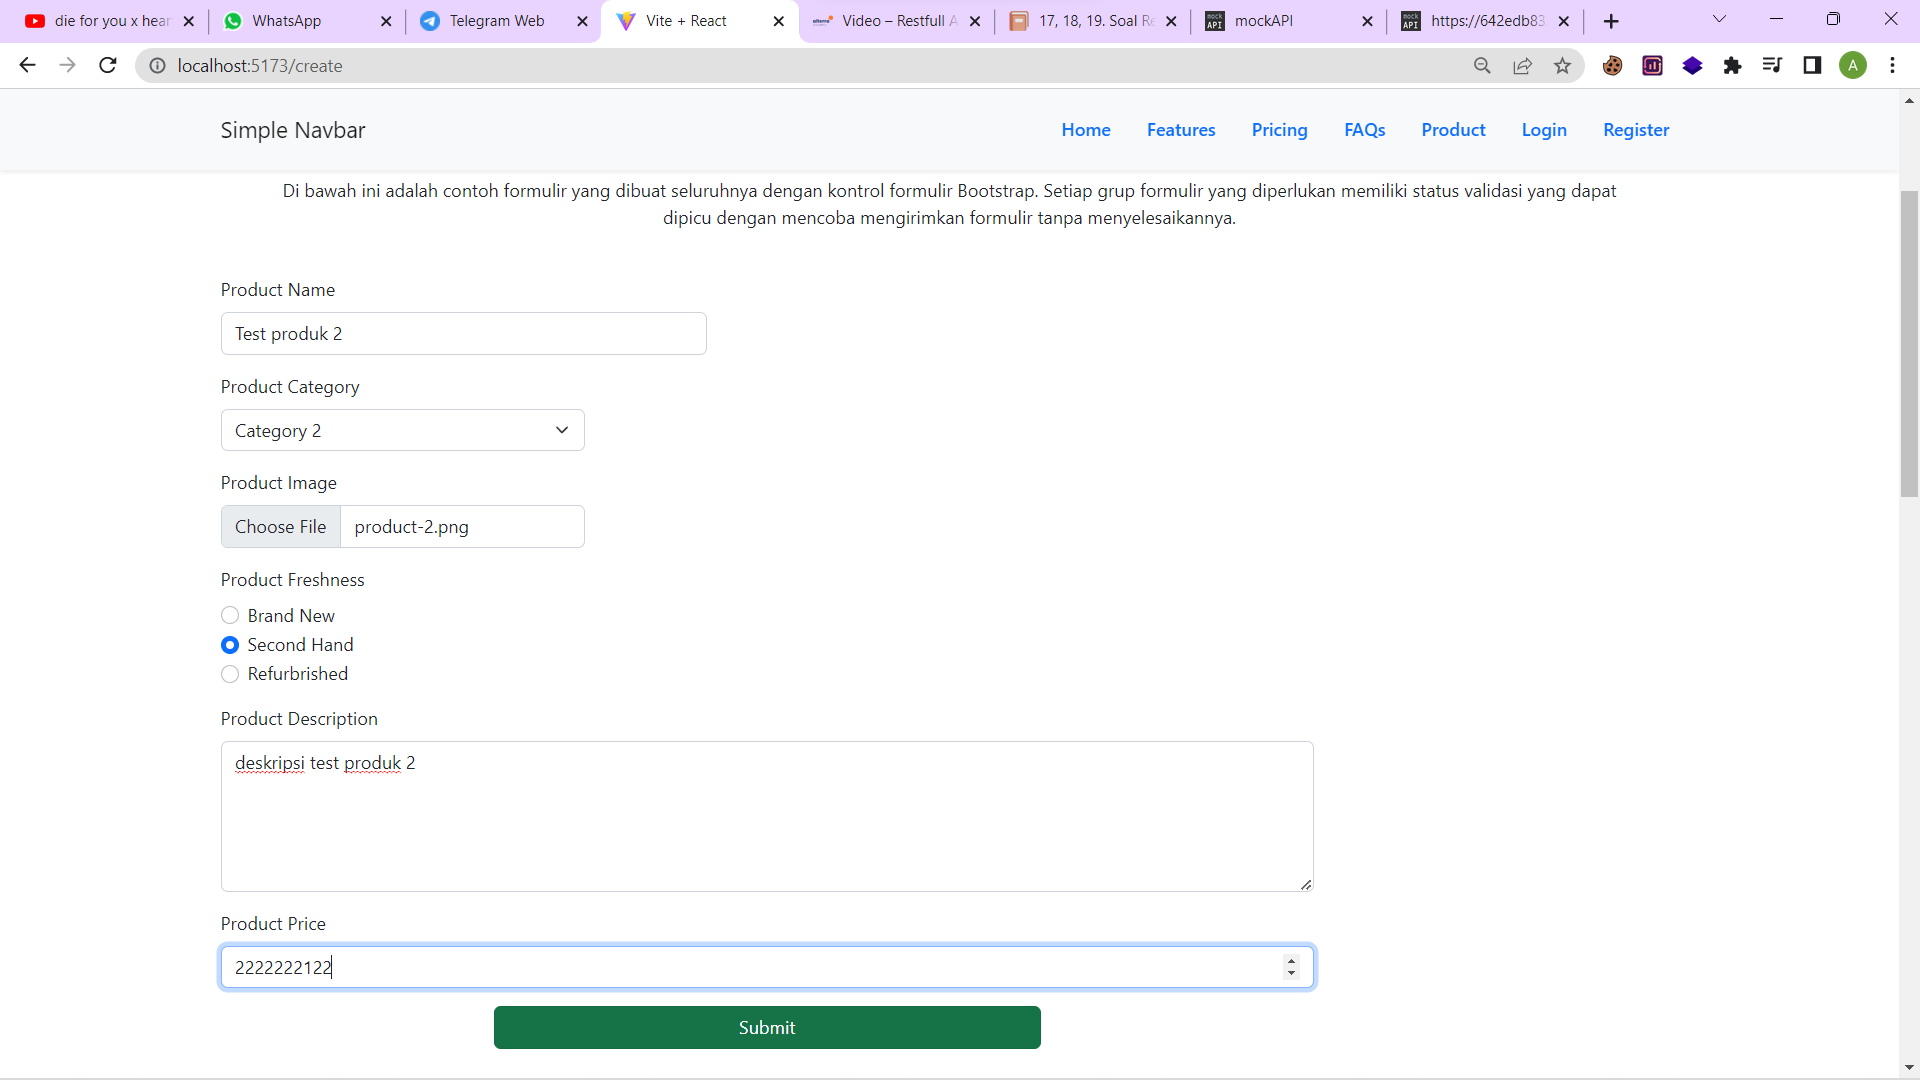 die for you x hear
WhatsApp
Telegram Web
Vite + React
Video – Restfull A
17, 18, 19. Soal Re
mockAPI
https://642edb83
localhost:5173/create
A
Simple Navbar
Home Features Pricing FAQs Product Login Register
Di bawah ini adalah contoh formulir yang dibuat seluruhnya dengan kontrol formulir Bootstrap. Setiap grup formulir yang diperlukan memiliki status validasi yang dapat
dipicu dengan mencoba mengirimkan formulir tanpa menyelesaikannya.
Product Name
Test produk 2
Product Category
Category 2
Product Image
Choose File product-2.png
Product Freshness
Brand New
Second Hand
Refurbrished
Product Description
deskripsi test produk 2
Product Price
2222222122
Submit